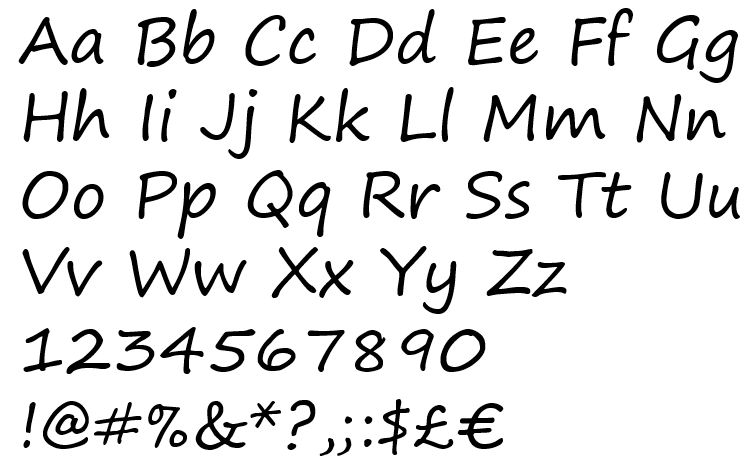 Aa Bb Cc Dd Ee Ff Gg
Hh Ii Jj Kk Ll Mm Nn
Oo Pp Qq Rr Ss Tt Uu
Vv Ww Xx Yy Zz
1234567890
!@#%&*?,;:$£€